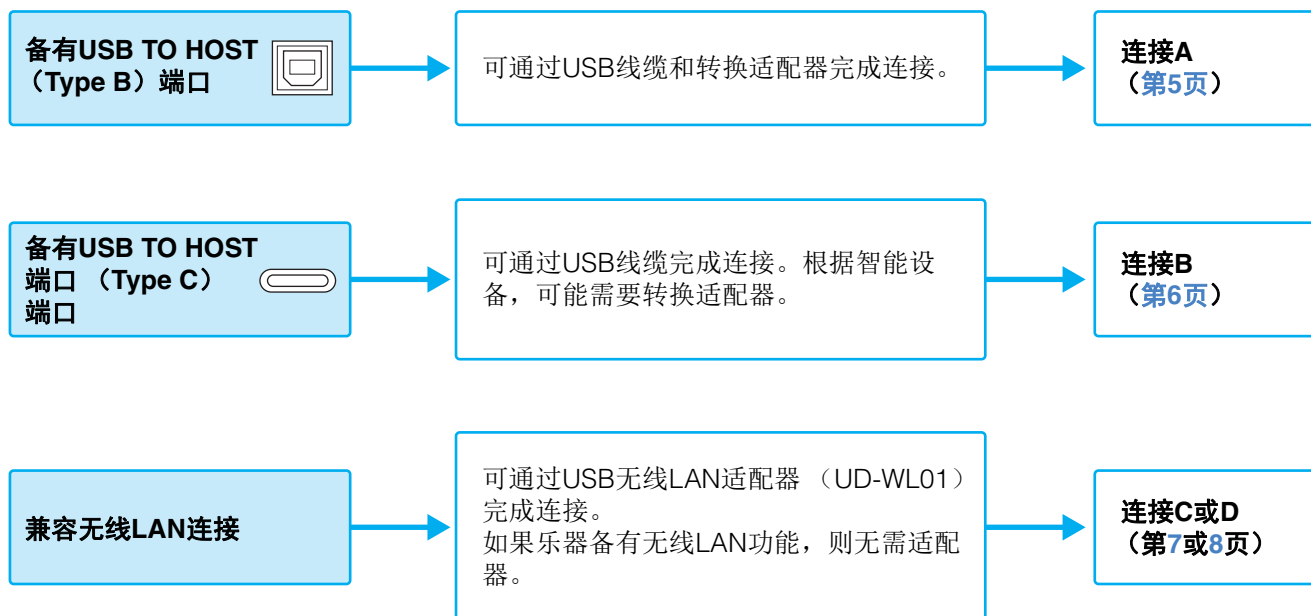 备有USB TO HOST
（Type B）端口
可通过USB线缆和转换适配器完成连接。
连接A
（第5页）
备有USB TO HOST
端口 （Type C）
端口
可通过USB线缆完成连接。根据智能设
备，可能需要转换适配器。
连接B
（第6页）
兼容无线LAN连接
可通过USB无线LAN适配器 （UD-WL01）
完成连接。
如果乐器备有无线LAN功能，则无需适配
器。
连接C或D
（第7或8页）